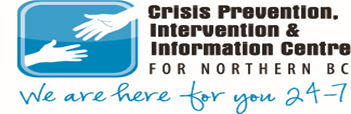 Crisis Prevention,
Intervention &
Information Centre
FOR NORTHERN BC
We are here for you 24-7